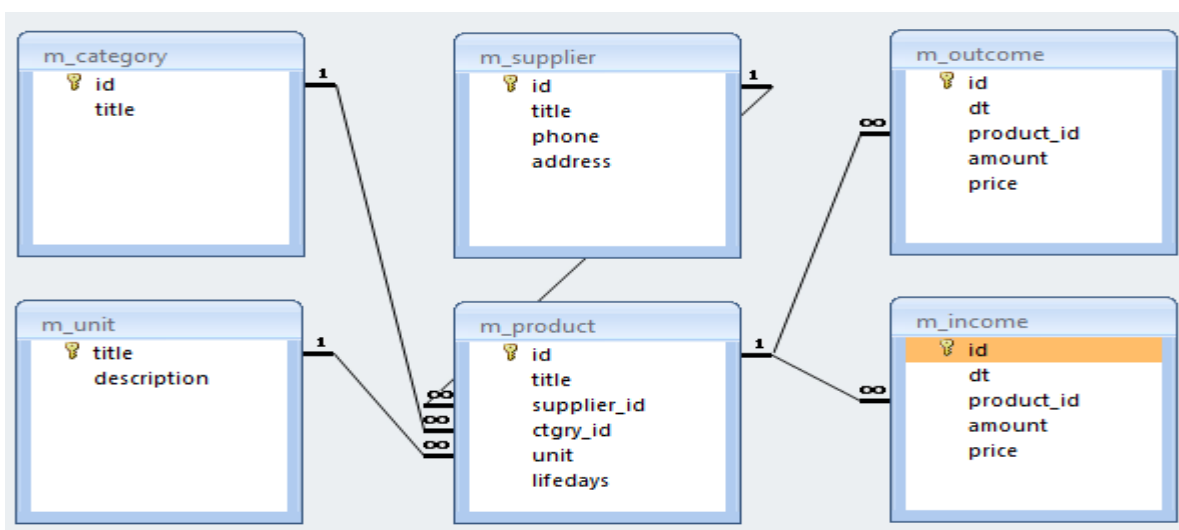 m_category
id
title
1
m_supplier
id
title
phone
address
1
m_outcome
id
dt
product_id
amount
price
∞
m_unit
title
description
1
m_product
id
title
supplier_id
ctgry_id
unit
lifedays
∞
∞
∞
1
m_income
id
dt
product_id
amount
price
∞